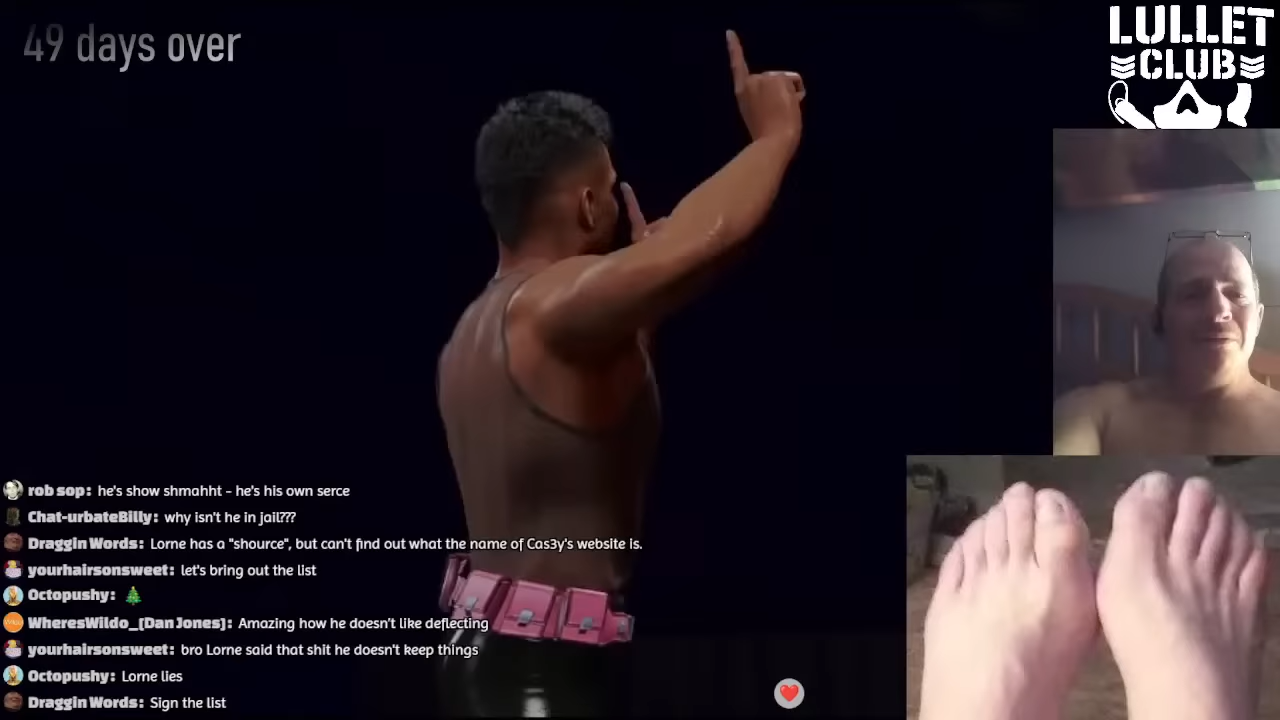 49 days over
LULLET
CLUB
rob sop: he's show shmahht - he's his own serce
Chat-urbateBilly: why isn't he in jail???
Draggin Words: Lorne has a "shource", but can't find out what the name of Cas3y's website is.
yourhairsonsweet: let's bring out the list
Octopushy: 🎄
WheresWildo_(Dan Jones): Amazing how he doesn't like deflecting
yourhairsonsweet: bro Lorne said that shit he doesn't keep things
Octopushy: Lorne lies
Draggin Words: Sign the list